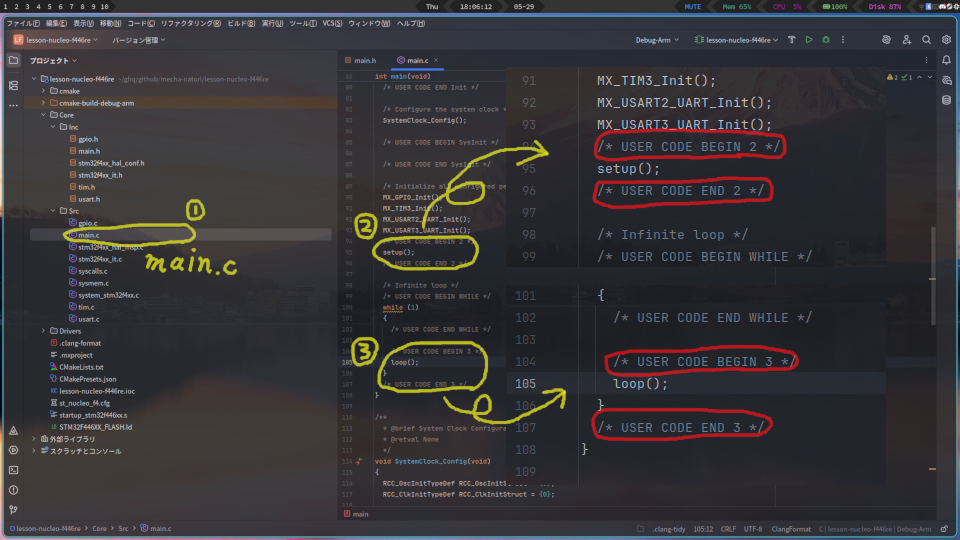 1 2 3 4 5 6 7 8 9 10
Thu 18:06:12 05-29
MUTE Mem 65% CPU 3% 100% Disk 87%
ファイル(F) 編集(E) 表示(V) 移動(N) コード(C) リファクタリング(R) ビルド(B) 実行(U) ツール(T) VCS(S) ウィンドウ(W) ヘルプ(H)
LF lesson-nucleo-f446re バージョン管理 Debug-Arm lesson-nucleo-f446re
プロジェクト
lesson-nucleo-f446re ~/ghq/github/mecha-natori/lesson-nucleo-f446re
cmake
cmake-build-debug-arm
Core
Inc
gpio.h
main.h
stm32f4xx_hal_conf.h
stm32f4xx_it.h
tim.h
usart.h
Src
gpio.c
main.c
stm32f4xx_hal_msp.c
stm32f4xx_it.c
syscalls.c
sysmem.c
system_stm32f4xx.c
tim.c
usart.c
Drivers
.clang-format
.mxproject
CMakeLists.txt
CMakePresets.json
lesson-nucleo-f446re.ioc
st_nucleo_f4.cfg
startup_stm32f446xx.s
STM32F446XX_FLASH.ld
外部ライブラリ
スクラッチとコンソール
①
main.c
main.h main.c
int main(void)
/* USER CODE END Init */
/* Configure the system clock *
SystemClock_Config();
/* USER CODE BEGIN SysInit */
/* USER CODE END SysInit */
/* Initialize all configured pe
MX_GPIO_Init();
MX_TIM3_Init();
MX_USART2_UART_Init();
MX_USART3_UART_Init();
/* USER CODE BEGIN 2 */
setup();
USER CODE END 2
/* Infinite loop */
/* USER CODE BEGIN WHILE */
while (1)
{
/* USER CODE END WHILE */
USER CODE BEGIN 3 */
loop();
}
/* USER CODE END 3 */
}
/**
* @brief System Clock Configura
* @retval None
*/
void SystemClock_Config(void)
{
RCC_OscInitTypeDef RCC_OscInitStruct
RCC_ClkInitTypeDef RCC_ClkInitStruct = {0};
②
③
91 MX_TIM3_Init();
92 MX_USART2_UART_Init();
93 MX_USART3_UART_Init();
94 /* USER CODE BEGIN 2 */
95 setup();
96 /* USER CODE END 2 */
97
98 /* Infinite loop */
99 /* USER CODE BEGIN WHILE */
101 {
102 /* USER CODE END WHILE */
103
104 /* USER CODE BEGIN 3 */
105 loop();
106 }
107 /* USER CODE END 3 */
108 }
109
2 1
main
lesson-nucleo-f446re > Core > Src > main.c
.clang-tidy 105:12 CRLF UTF-8 ClangFormat C | lesson-nucleo-f446re | Debug-Arm